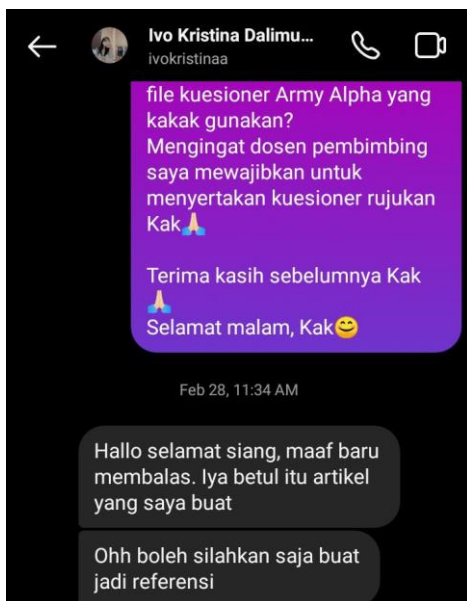 Ivo Kristina Dalimu...
ivokristinaa
file kuesioner Army Alpha yang
kakak gunakan?
Mengingat dosen pembimbing
saya mewajibkan untuk
menyertakan kuesioner rujukan
Kak🙏🏻
Terima kasih sebelumnya Kak
🙏🏻
Selamat malam, Kak😊
Feb 28, 11:34 AM
Hallo selamat siang, maaf baru
membalas. Iya betul itu artikel
yang saya buat
Ohh boleh silahkan saja buat
jadi referensi